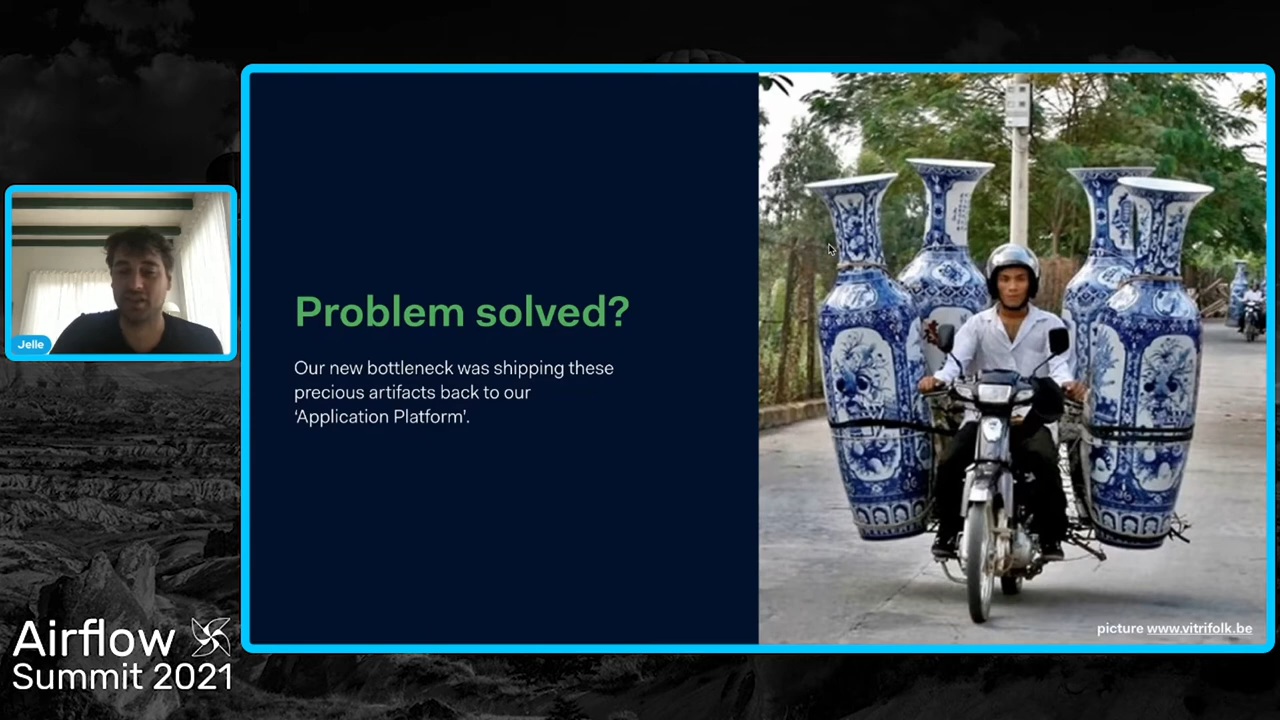 Jelle
Airflow
Summit 2021
Problem solved?
Our new bottleneck was shipping these
precious artifacts back to our
‘Application Platform’.
picture www.vitrifolk.be